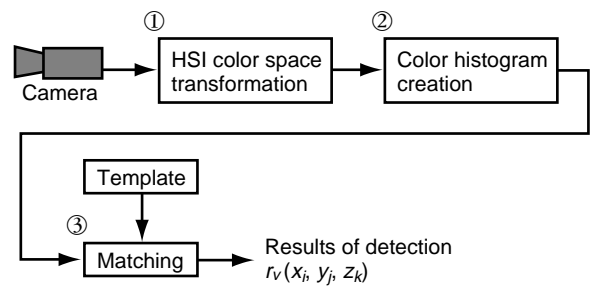 ①
HSI color space
transformation
②
Color histogram
creation
Camera
Template
③
Matching
Results of detection
rᵥ(xᵢ, yⱼ, zₖ)